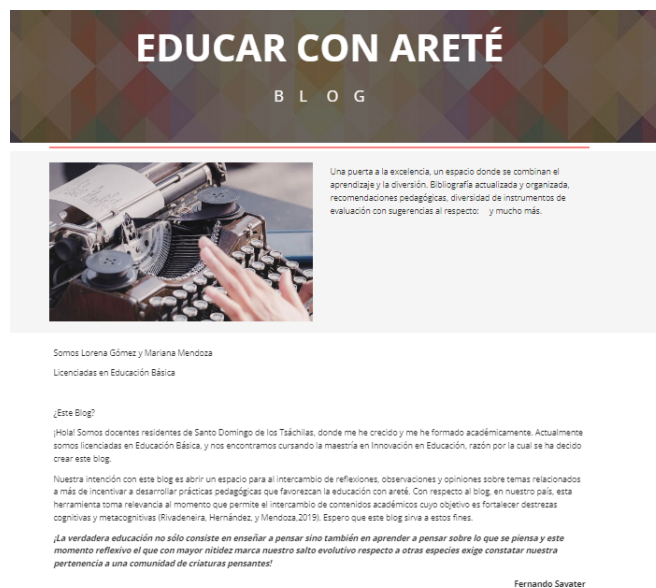 EDUCAR CON ARETÉ
BLOG
Una puerta a la excelencia, un espacio donde se combinan el
aprendizaje y la diversión. Bibliografía actualizada y organizada,
recomendaciones pedagógicas, diversidad de instrumentos de
evaluación con sugerencias al respecto: y mucho más.
Somos Lorena Gómez y Mariana Mendoza
Licenciadas en Educación Básica
¿Este Blog?
¡Hola! Somos docentes residentes de Santo Domingo de los Tsáchilas, donde me he crecido y me he formado académicamente. Actualmente
somos licenciadas en Educación Básica, y nos encontramos cursando la maestría en Innovación en Educación, razón por la cual se ha decido
crear este blog.
Nuestra intención con este blog es abrir un espacio para al intercambio de reflexiones, observaciones y opiniones sobre temas relacionados
a más de incentivar a desarrollar prácticas pedagógicas que favorezcan la educación con areté. Con respecto al blog, en nuestro país, esta
herramienta toma relevancia al momento que permite el intercambio de contenidos académicos cuyo objetivo es fortalecer destrezas
cognitivas y metacognitivas (Rivadeneira, Hernández, y Mendoza,2019). Espero que este blog sirva a estos fines.
¡La verdadera educación no sólo consiste en enseñar a pensar sino también en aprender a pensar sobre lo que se piensa y este
momento reflexivo el que con mayor nitidez marca nuestro salto evolutivo respecto a otras especies exige constatar nuestra
pertenencia a una comunidad de criaturas pensantes!
Fernando Savater